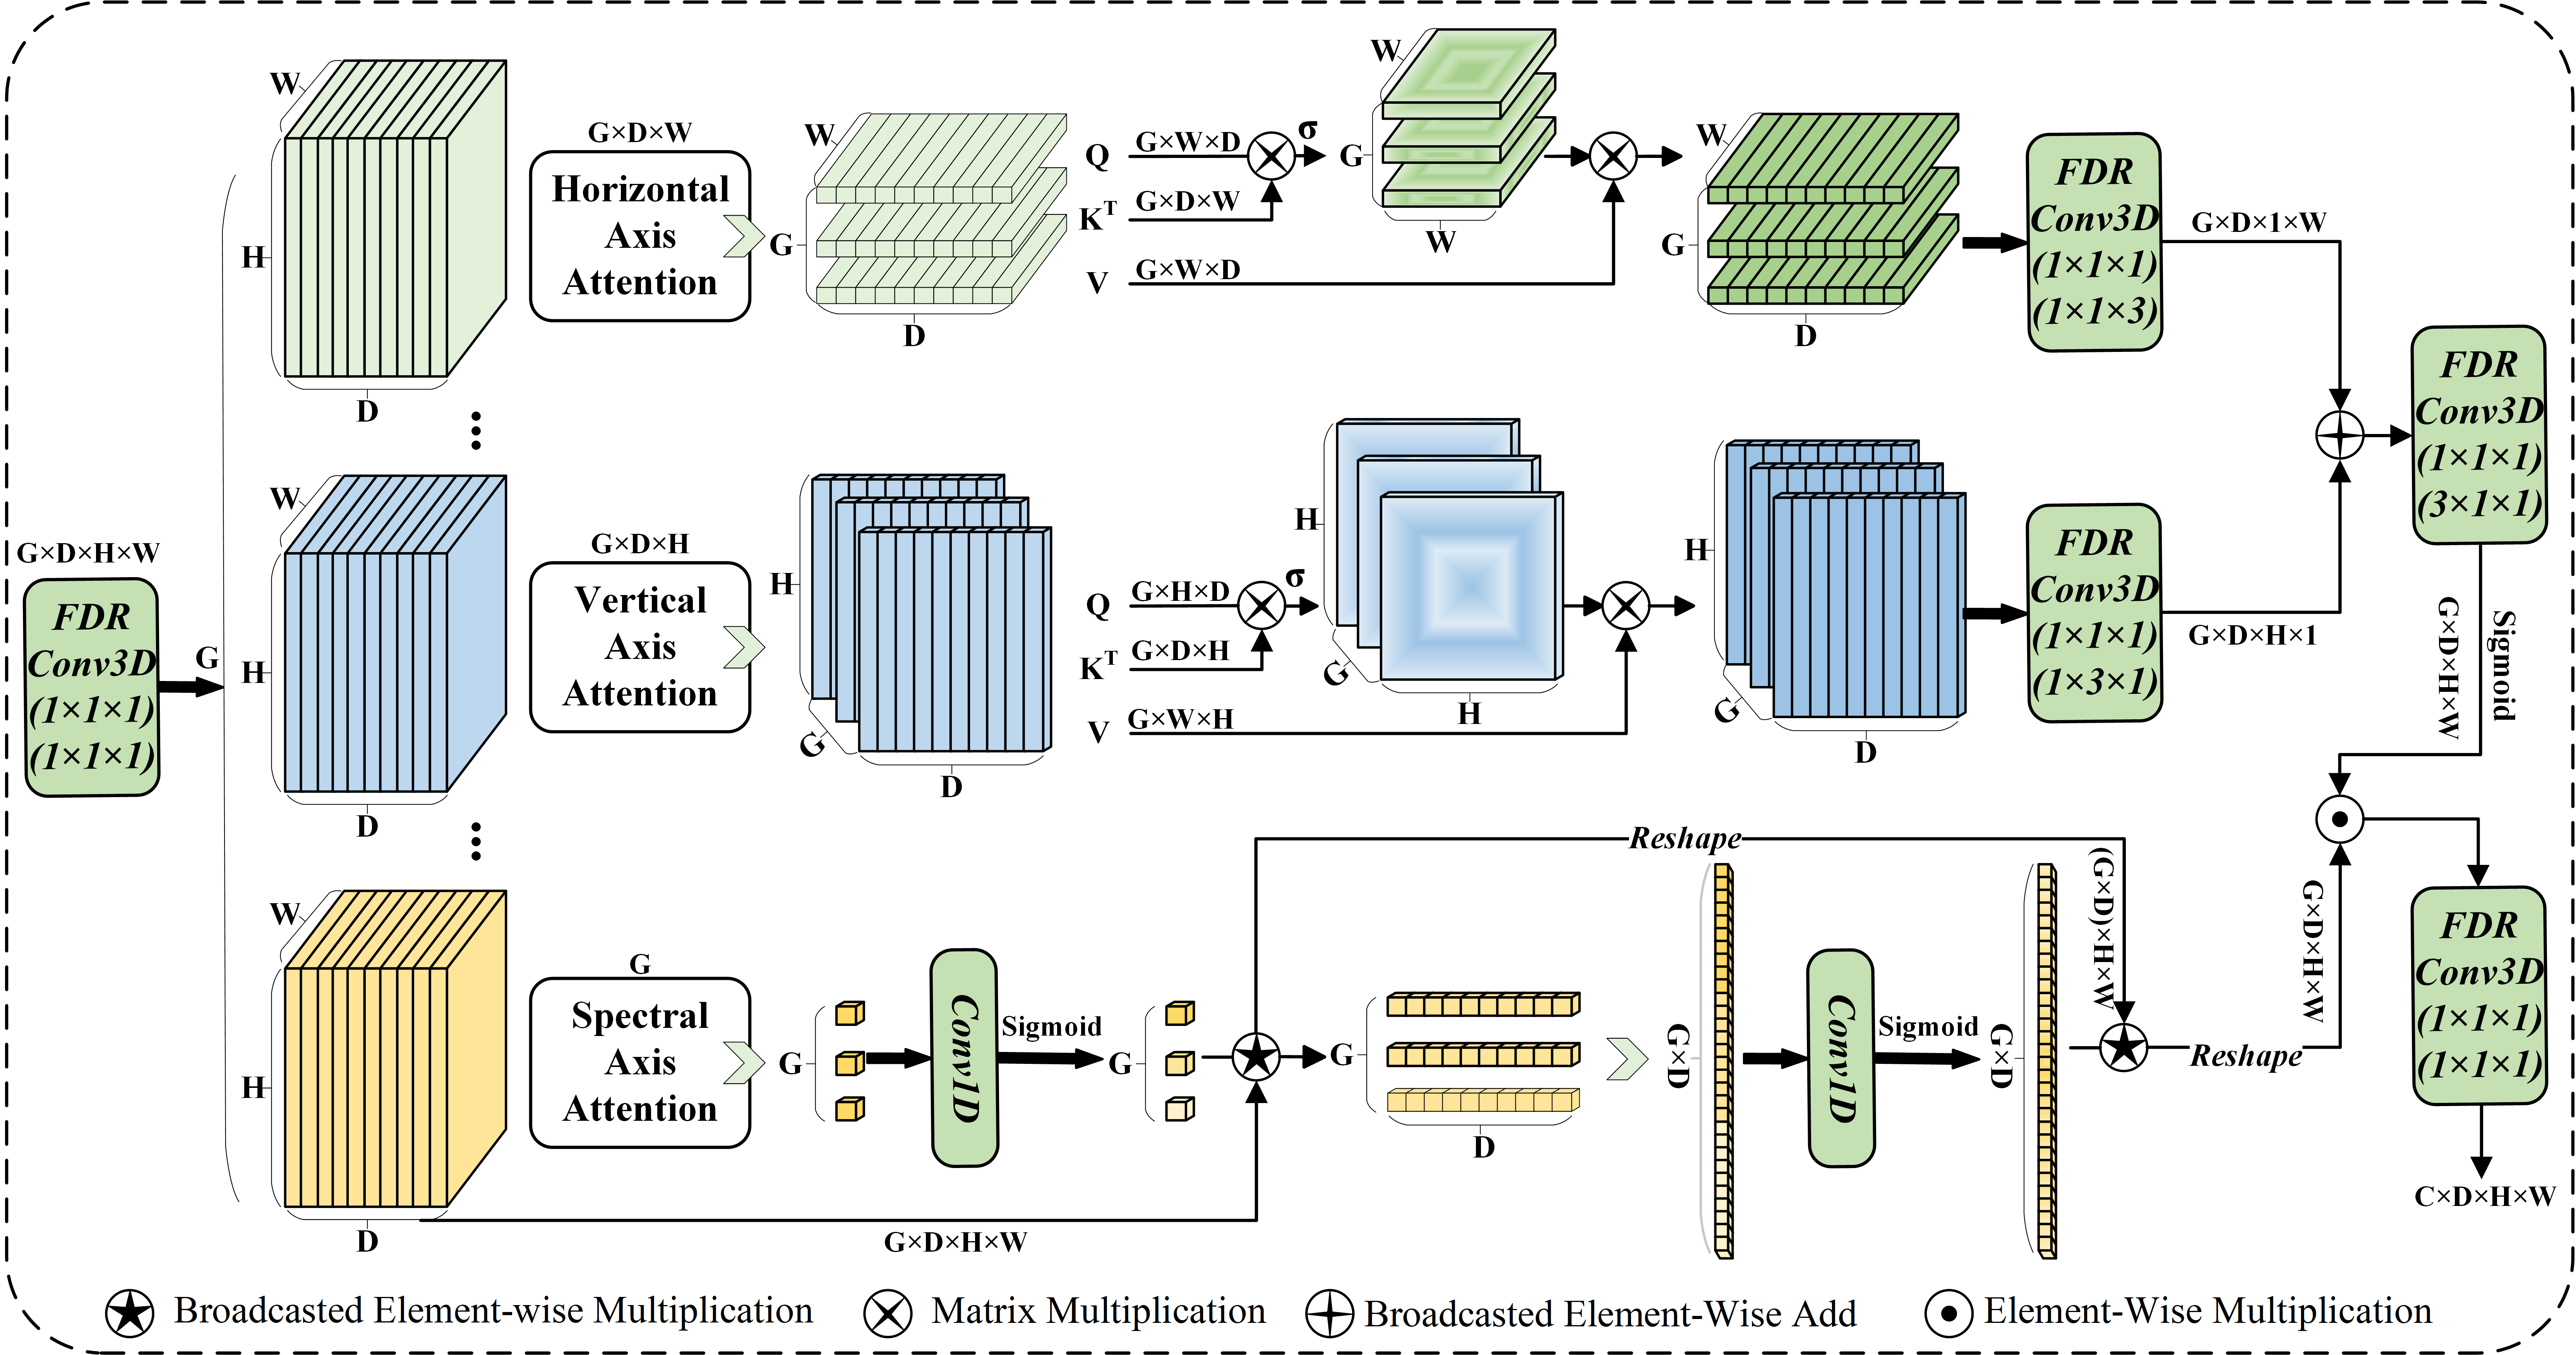 G×D×H×W
FDR
Conv3D
(1×1×1)
(1×1×1)
G
W
H
D
G×D×W
Horizontal
Axis
Attention
W
G
D
Q
G×W×D
K^T
G×D×W
V
G×W×D
σ
W
G
W
W
G
D
FDR
Conv3D
(1×1×1)
(1×1×3)
G×D×1×W
W
H
D
G×D×H
Vertical
Axis
Attention
H
G
D
Q
G×H×D
K^T
G×D×H
V
G×W×H
σ
H
G
H
H
G
D
FDR
Conv3D
(1×1×1)
(1×3×1)
G×D×H×1
FDR
Conv3D
(1×1×1)
(3×1×1)
G×D×H×W
Sigmoid
W
H
D
G
Spectral
Axis
Attention
G
Conv1D
Sigmoid
G
G×D×H×W
Reshape
G
D
G×D
Conv1D
Sigmoid
G×D
(G×D)×H×W
Reshape
G×D×H×W
FDR
Conv3D
(1×1×1)
(1×1×1)
C×D×H×W
Broadcasted Element-wise Multiplication
Matrix Multiplication
Broadcasted Element-Wise Add
Element-Wise Multiplication